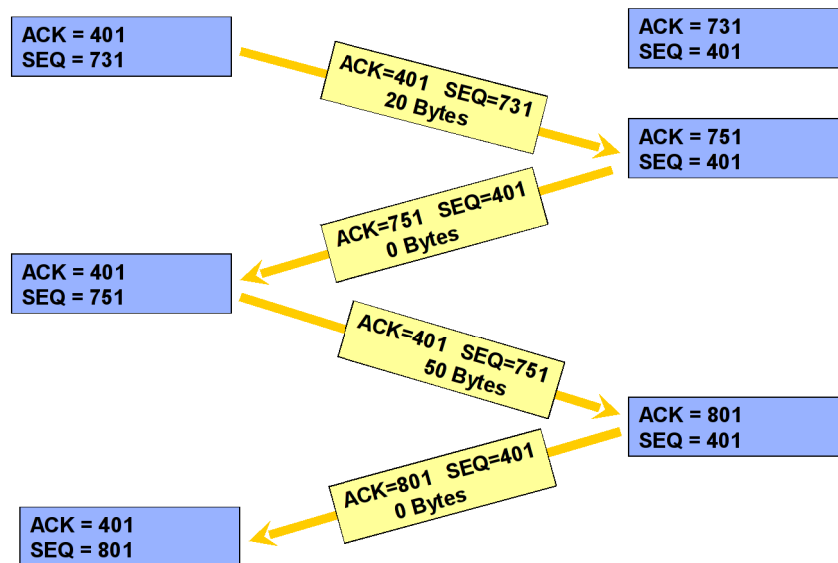 ACK = 401
SEQ = 731
ACK = 731
SEQ = 401
ACK=401 SEQ=731
20 Bytes
ACK = 751
SEQ = 401
ACK=751 SEQ=401
0 Bytes
ACK = 401
SEQ = 751
ACK=401 SEQ=751
50 Bytes
ACK = 801
SEQ = 401
ACK=801 SEQ=401
0 Bytes
ACK = 401
SEQ = 801